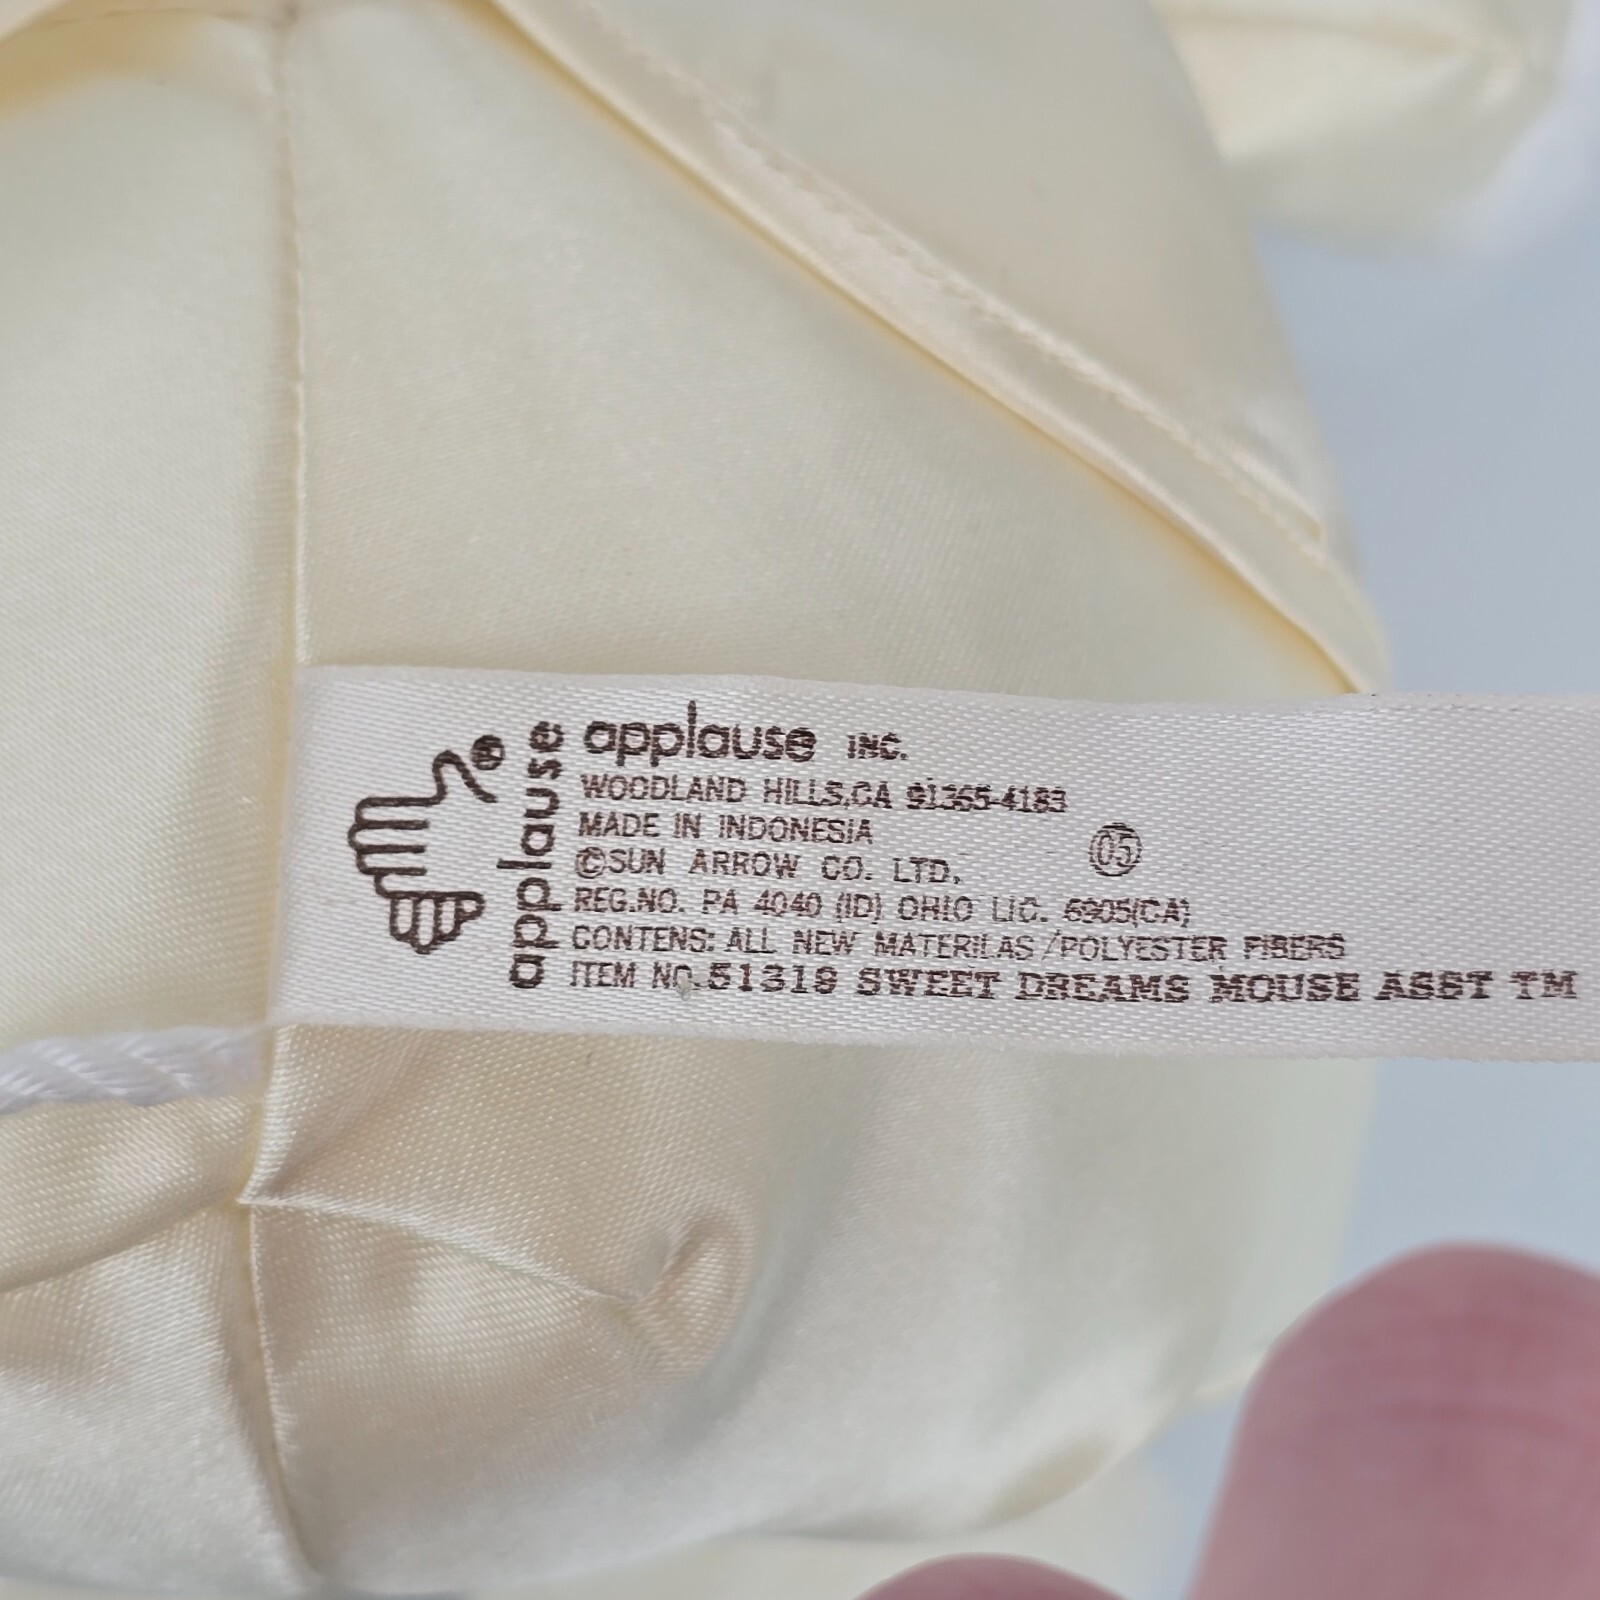 applause ®
applause INC.
WOODLAND HILLS,CA 91365-4183
MADE IN INDONESIA
©SUN ARROW CO. LTD.
05
REG.NO. PA 4040 (ID) OHIO LIC. 6905(CA)
CONTENS: ALL NEW MATERILAS/POLYESTER FIBERS
ITEM NO.51318 SWEET DREAMS MOUSE ASST TM